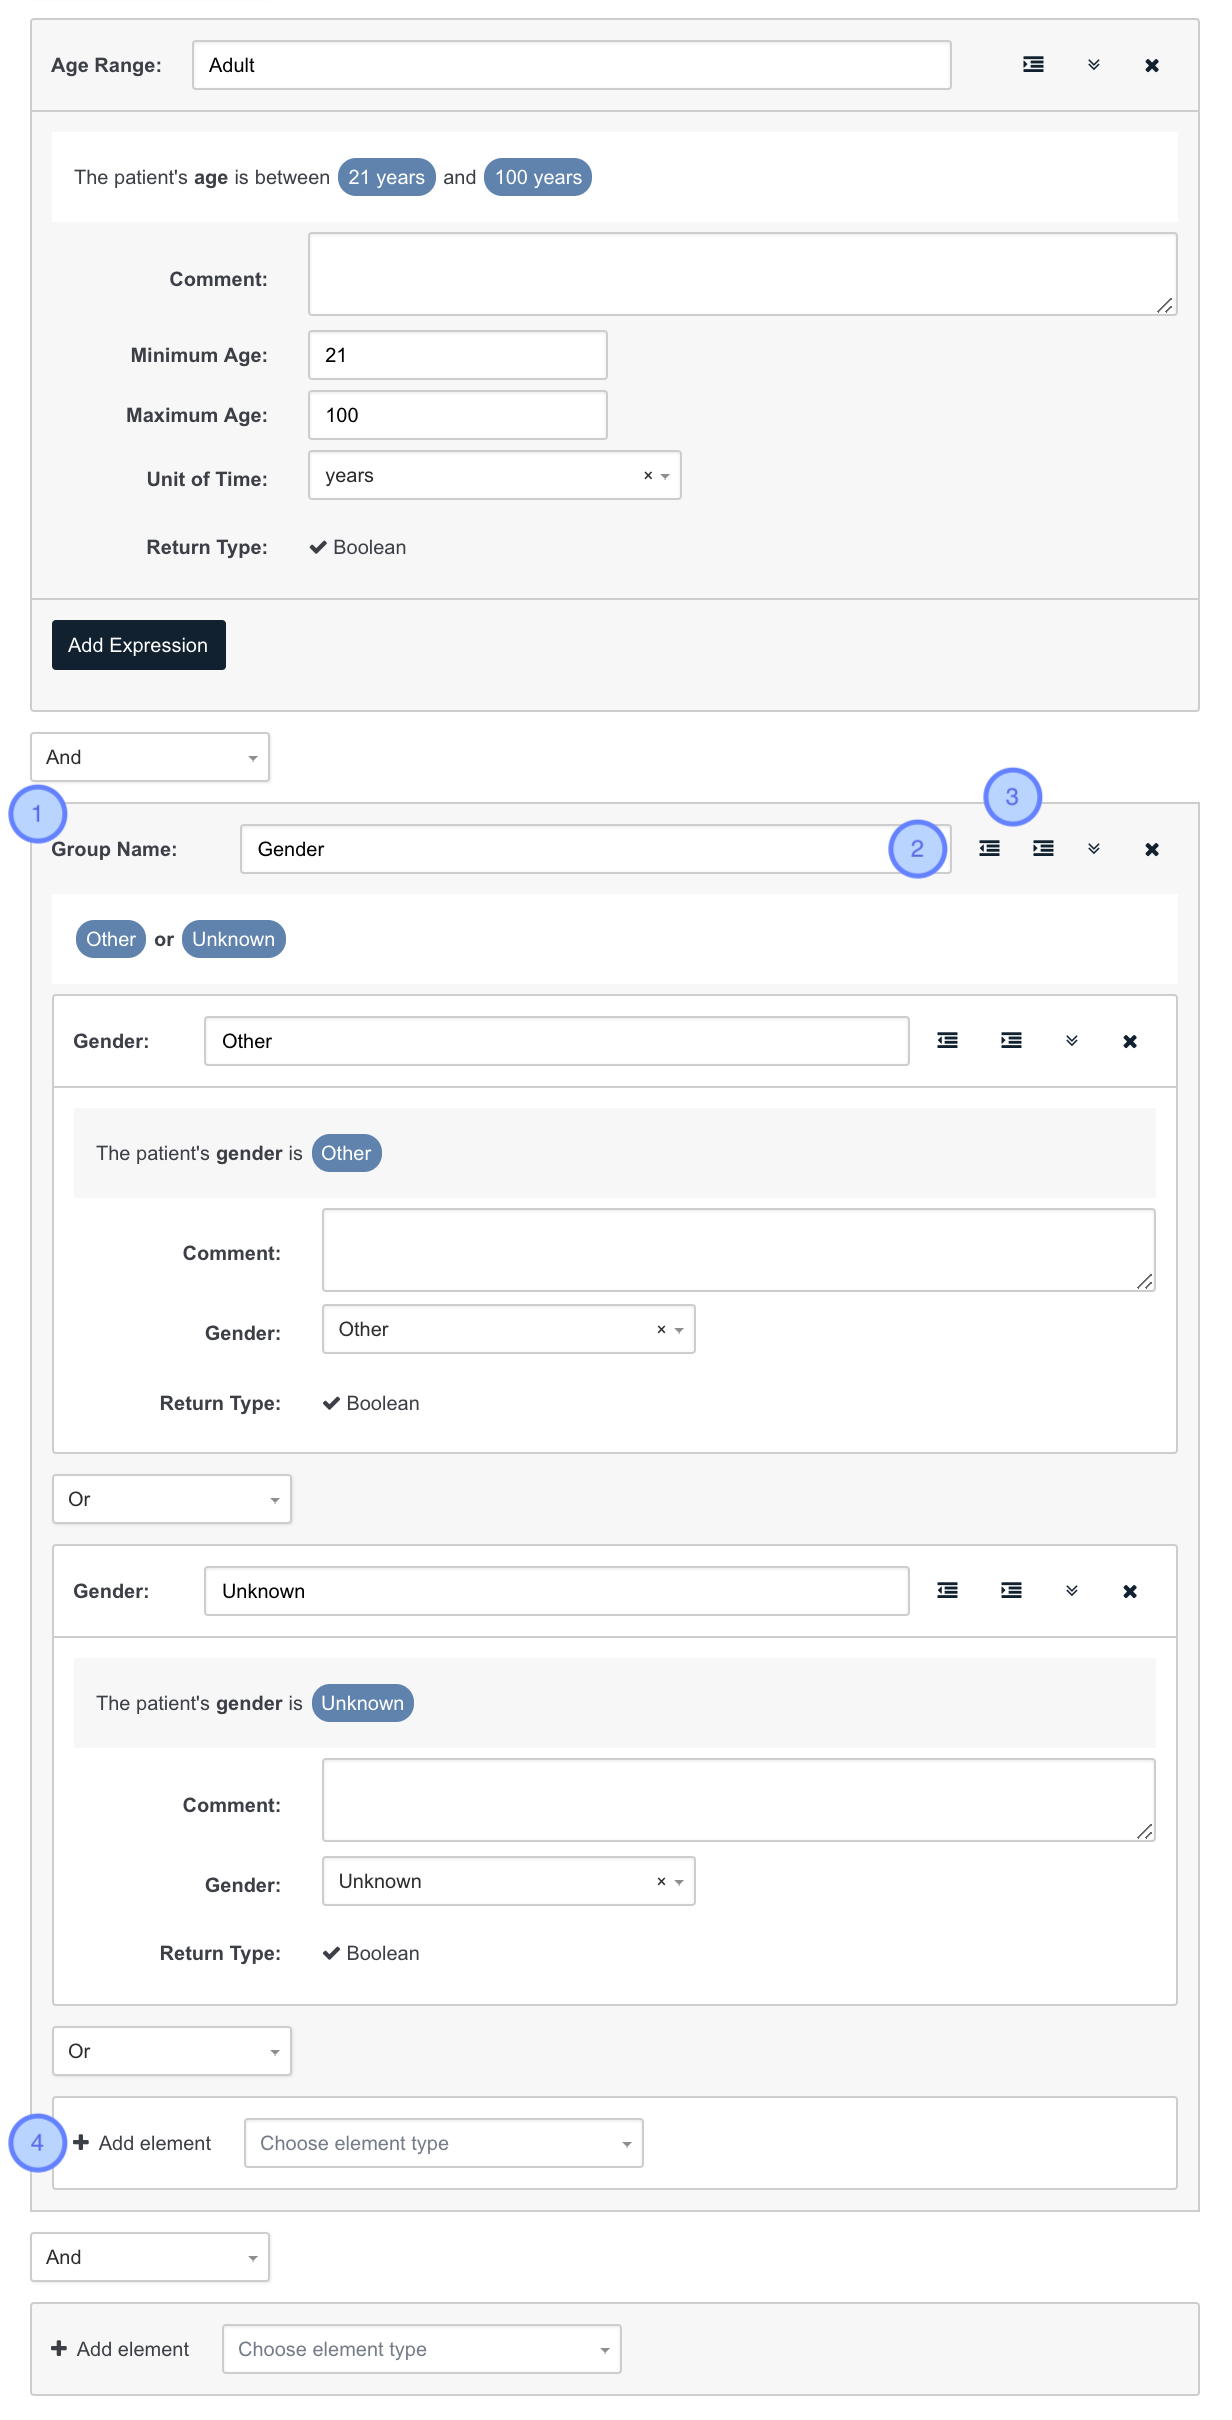 Age Range: Adult
The patient's age is between 21 years and 100 years
Comment:
Minimum Age: 21
Maximum Age: 100
Unit of Time: years ×
Return Type: ✔ Boolean
Add Expression
And
1
3
Group Name: Gender 2
Other or Unknown
Gender: Other
The patient's gender is Other
Comment:
Gender: Other ×
Return Type: ✔ Boolean
Or
Gender: Unknown
The patient's gender is Unknown
Comment:
Gender: Unknown ×
Return Type: ✔ Boolean
Or
4 + Add element Choose element type
And
+ Add element Choose element type